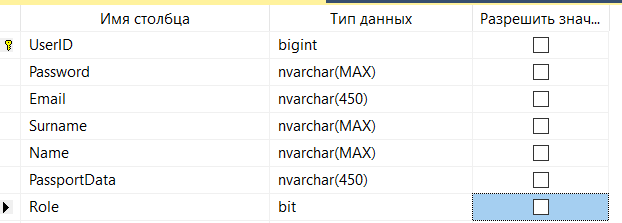 Имя столбца Тип данных Разрешить знач...
UserID bigint
Password nvarchar(MAX)
Email nvarchar(450)
Surname nvarchar(MAX)
Name nvarchar(MAX)
PassportData nvarchar(450)
Role bit